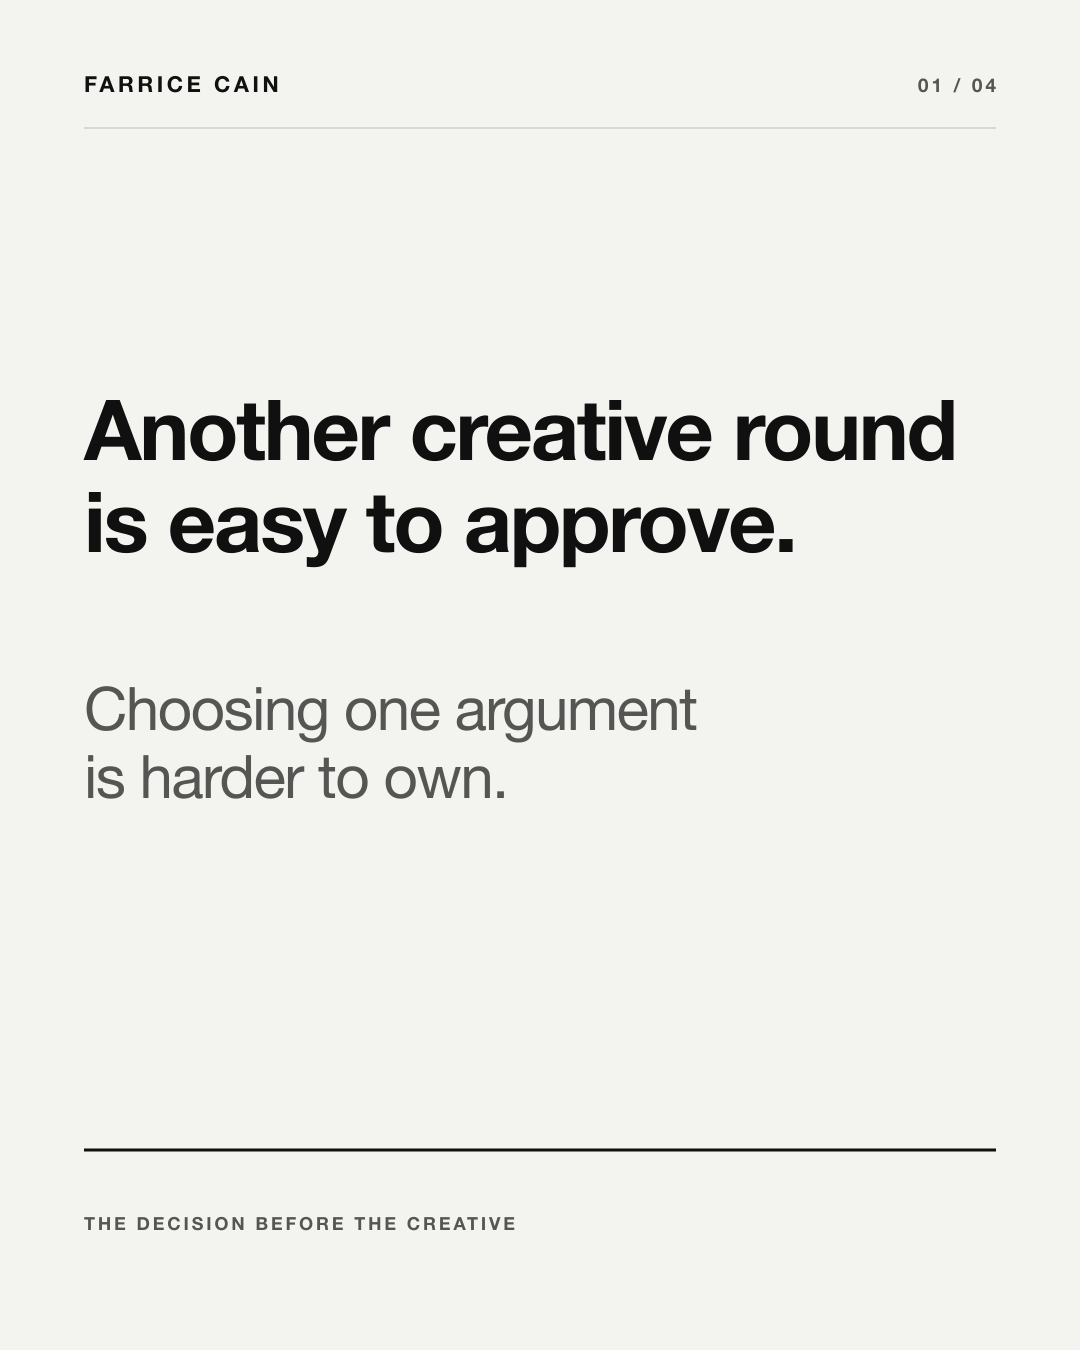 FARRICE CAIN
01 / 04
Another creative round
is easy to approve.
Choosing one argument
is harder to own.
THE DECISION BEFORE THE CREATIVE